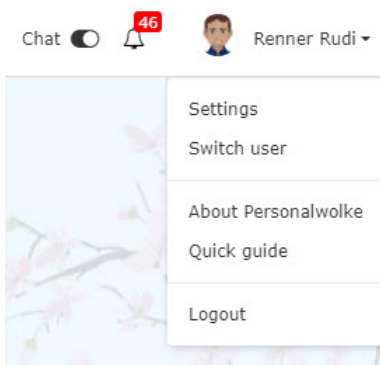 46
Chat Renner Rudi
Settings
Switch user
About Personalwolke
Quick guide
Logout